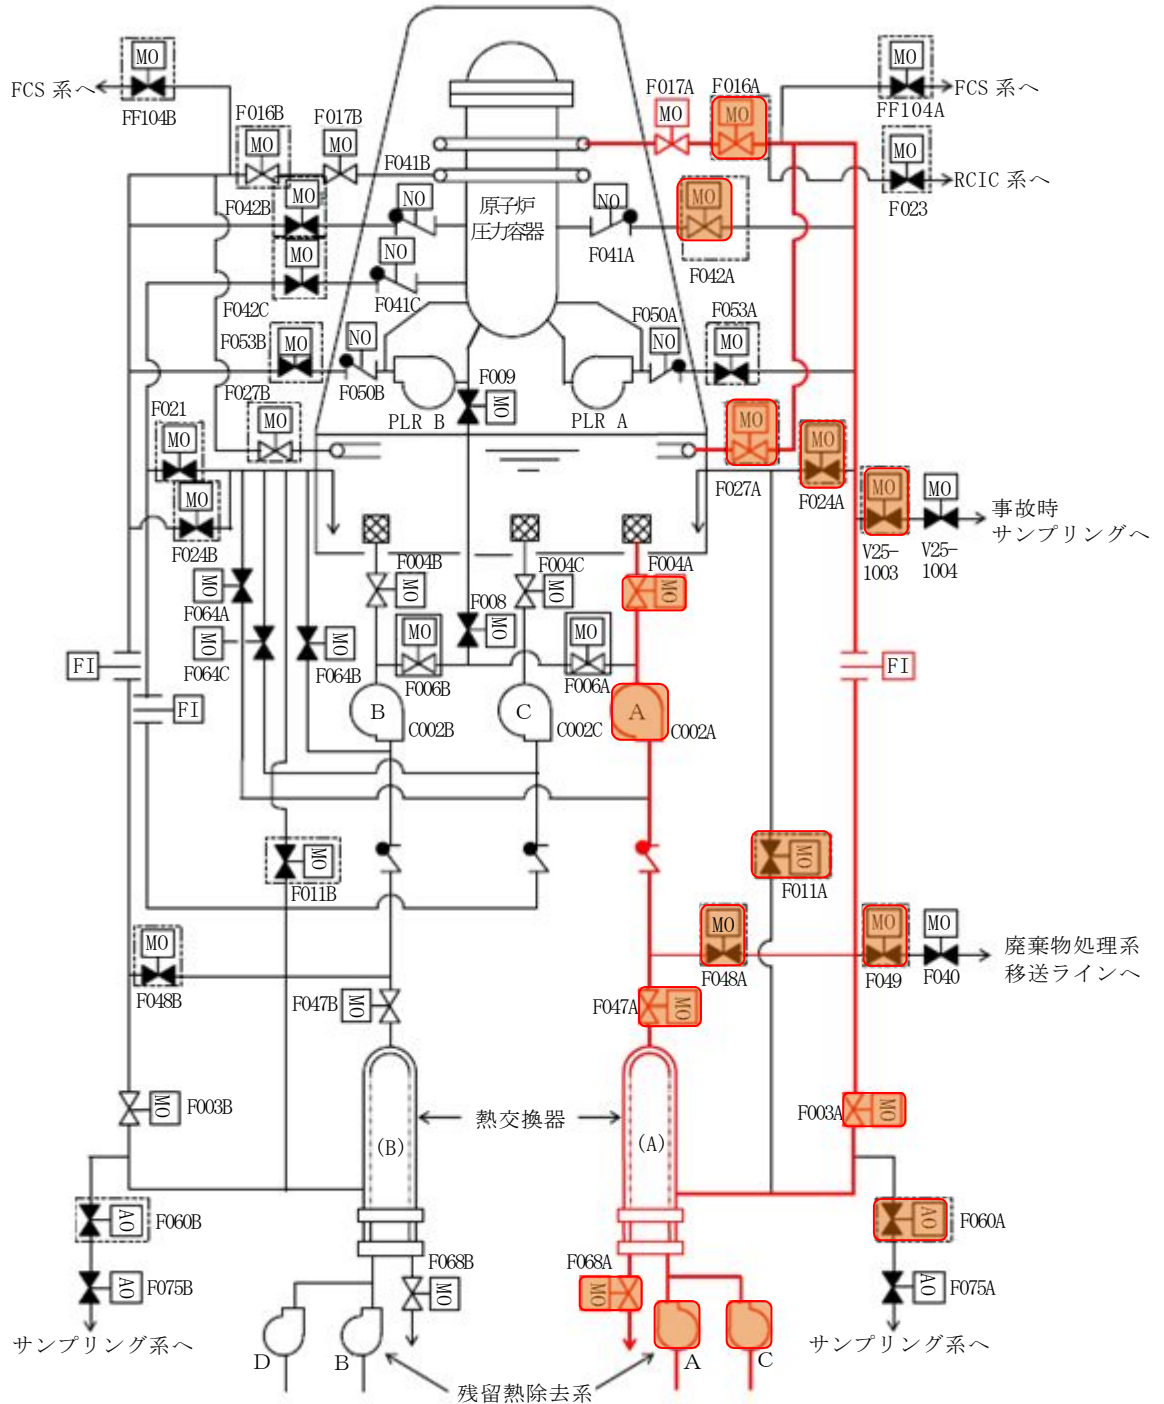 MO
MO
FCS 系へ
FF104B
F016B
F017B
F017A
F016A
FCS 系へ
FF104A
MO
MO
MO
MO
MO
RCIC 系へ
F023
F041B
F042B
NO
MO
原子炉
圧力容器
NO
MO
F041A
F042A
MO
NO
F042C
F041C
F053B
F050A
F053A
MO
NO
NO
MO
F027B
F050B
F009
MO
PLR B
PLR A
F021
MO
MO
MO
MO
F027A
F024A
MO
MO
MO
事故時
サンプリングへ
F024B
V25-
1003
V25-
1004
F004B
F004C
F004A
MO
MO
MO
MO
F064A
F008
MO
MO
F064C
MO
F064B
MO
MO
F006B
F006A
FI
FI
FI
B
C
A
C002B
C002C
C002A
MO
F011B
MO
F011A
MO
MO
MO
MO
F048B
F048A
F049
F040
廃棄物処理系
移送ラインへ
F047B
MO
F047A
MO
MO
F003B
熱交換器
F003A
MO
(B)
(A)
AO
F060B
AO
F060A
AO
F075B
F068B
MO
F068A
MO
AO
F075A
サンプリング系へ
サンプリング系へ
D
B
A
C
残留熱除去系